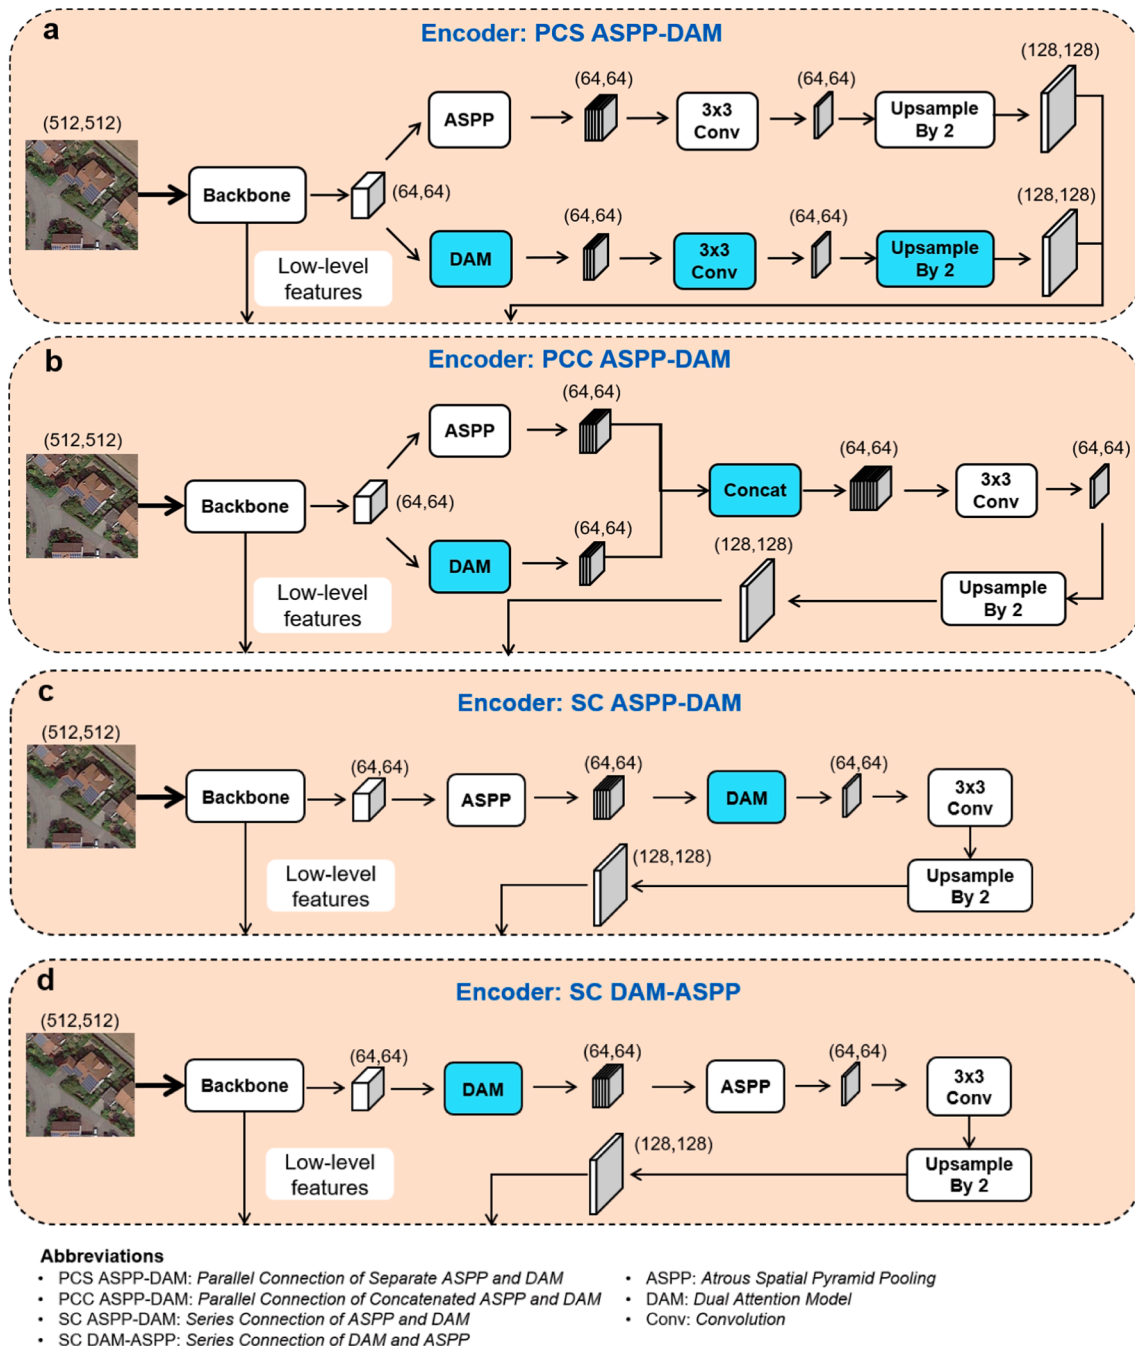 a
Encoder: PCS ASPP-DAM
(512,512)
Backbone
(64,64)
Low-level
features
ASPP
(64,64)
3x3
Conv
(64,64)
Upsample
By 2
(128,128)
DAM
(64,64)
3x3
Conv
(64,64)
Upsample
By 2
(128,128)
b
Encoder: PCC ASPP-DAM
(512,512)
Backbone
(64,64)
Low-level
features
ASPP
(64,64)
DAM
(64,64)
Concat
(64,64)
3x3
Conv
(64,64)
Upsample
By 2
(128,128)
c
Encoder: SC ASPP-DAM
(512,512)
Backbone
(64,64)
ASPP
(64,64)
DAM
(64,64)
3x3
Conv
Upsample
By 2
(128,128)
Low-level
features
d
Encoder: SC DAM-ASPP
(512,512)
Backbone
(64,64)
DAM
(64,64)
ASPP
(64,64)
3x3
Conv
Upsample
By 2
(128,128)
Low-level
features
Abbreviations
• PCS ASPP-DAM: Parallel Connection of Separate ASPP and DAM
• PCC ASPP-DAM: Parallel Connection of Concatenated ASPP and DAM
• SC ASPP-DAM: Series Connection of ASPP and DAM
• SC DAM-ASPP: Series Connection of DAM and ASPP
• ASPP: Atrous Spatial Pyramid Pooling
• DAM: Dual Attention Model
• Conv: Convolution